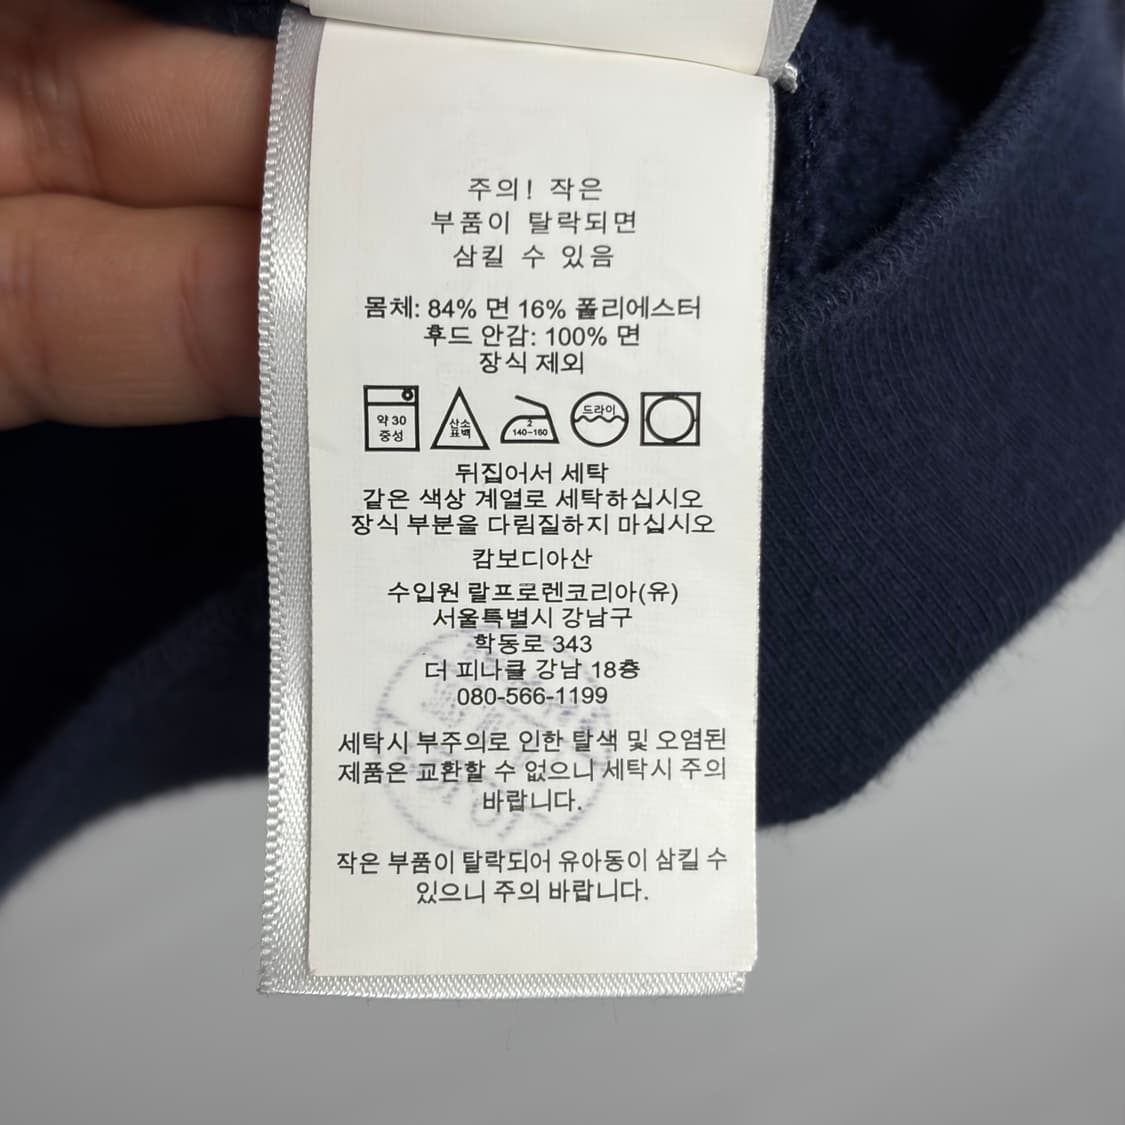 주의! 작은
부품이 탈락되면
삼킬 수 있음
몸체: 84% 면 16% 폴리에스터
후드 안감: 100% 면
장식 제외
약 30
중성
산소
표백
2
140-160
드라이
뒤집어서 세탁
같은 색상 계열로 세탁하십시오
장식 부분을 다림질하지 마십시오
캄보디아산
수입원 랄프로렌코리아(유)
서울특별시 강남구
학동로 343
더 피나클 강남 18층
080-566-1199
세탁시 부주의로 인한 탈색 및 오염된
제품은 교환할 수 없으니 세탁시 주의
바랍니다.
작은 부품이 탈락되어 유아동이 삼킬 수
있으니 주의 바랍니다.